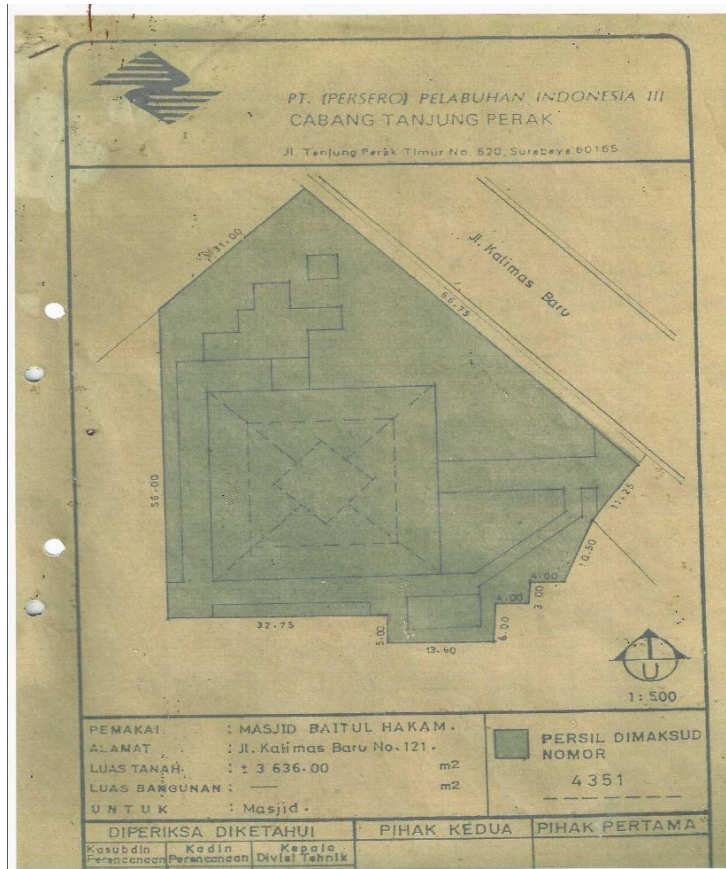 PT. (PERSERO) PELABUHAN INDONESIA III
CABANG TANJUNG PERAK
Jl. Tanjung Perak Timur No. 620, Surabaya 60165
31.00
Jl. Kalimas Baru
66.75
56.00
11.25
10.50
4.00
3.00
4.00
6.00
32.75
5.00
13.60
U
1:500
PEMAKAI : MASJID BAITUL HAKAM.
ALAMAT : Jl. Kalimas Baru No.121.
LUAS TANAH : ± 3 636.00 m2
LUAS BANGUNAN : — m2
UNTUK : Masjid.
PERSIL DIMAKSUD
NOMOR
4351
DIPERIKSA DIKETAHUI
PIHAK KEDUA
PIHAK PERTAMA
Kasubdin Perencanaan
Kadin Perencanaan
Kepala Divisi Tehnik